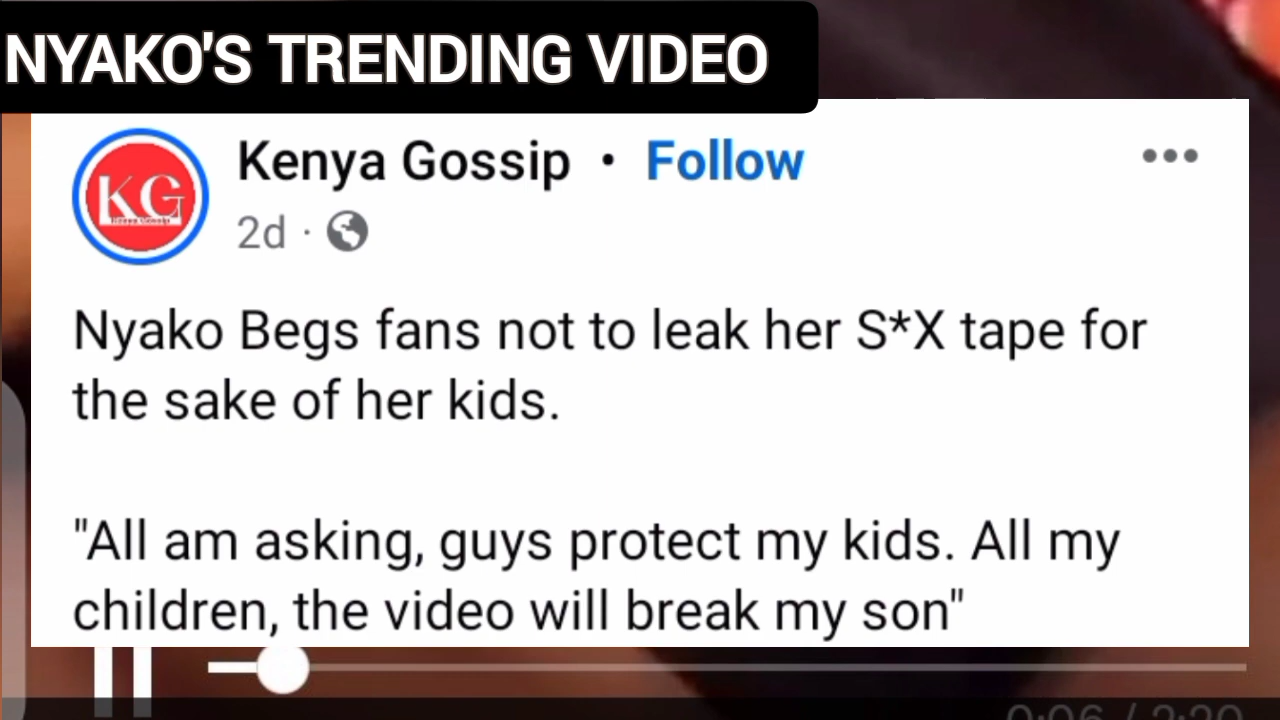 NYAKO'S TRENDING VIDEO
KG
Kenya Gossip • Follow
2d ·
Nyako Begs fans not to leak her S*X tape for
the sake of her kids.
"All am asking, guys protect my kids. All my
children, the video will break my son"